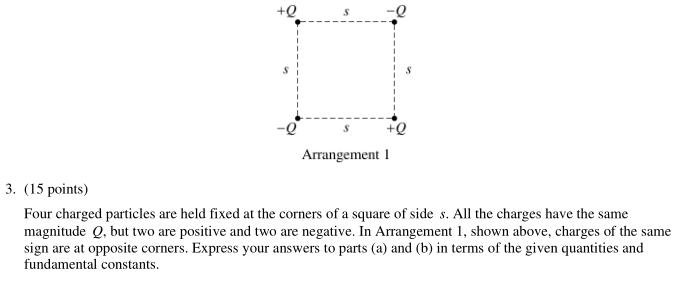 +Q s -Q
s s
-Q s +Q
Arrangement 1
3. (15 points)
Four charged particles are held fixed at the corners of a square of side s. All the charges have the same
magnitude Q, but two are positive and two are negative. In Arrangement 1, shown above, charges of the same
sign are at opposite corners. Express your answers to parts (a) and (b) in terms of the given quantities and
fundamental constants.